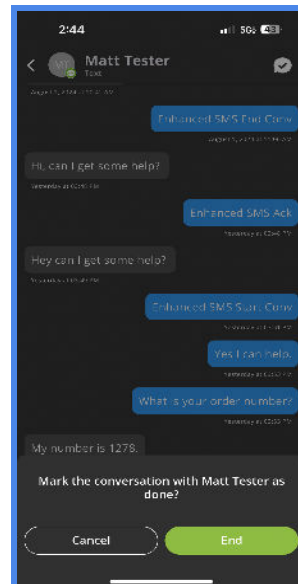 2:44
5G
Matt Tester
Text
Enhanced SMS End Conv
Hi, can I get some help?
Enhanced SMS Ack
Hey can I get some help?
Enhanced SMS Start Conv
Yes I can help.
What is your order number?
My number is 1278.
Mark the conversation with Matt Tester as
done?
Cancel
End